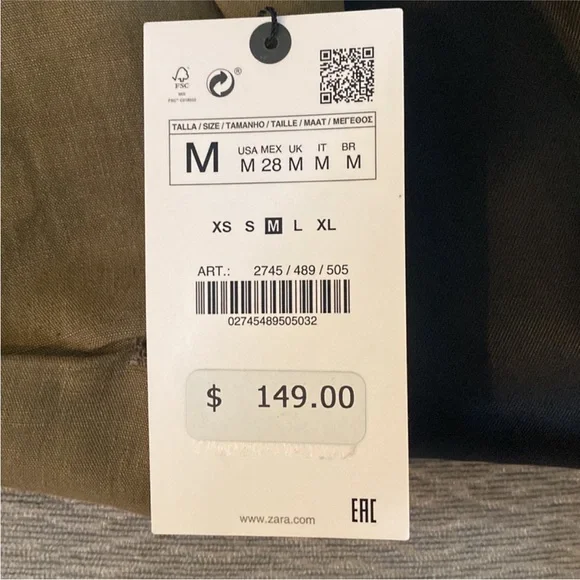 FSC
TALLA / SIZE / TAMANHO / TAILLE / MAAT / ΜΕΓΕΘΟΣ
M
USA MEX UK IT BR
M 28 M M M
XS S M L XL
ART.: 2745 / 489 / 505
02745489505032
$ 149.00
www.zara.com
EAC